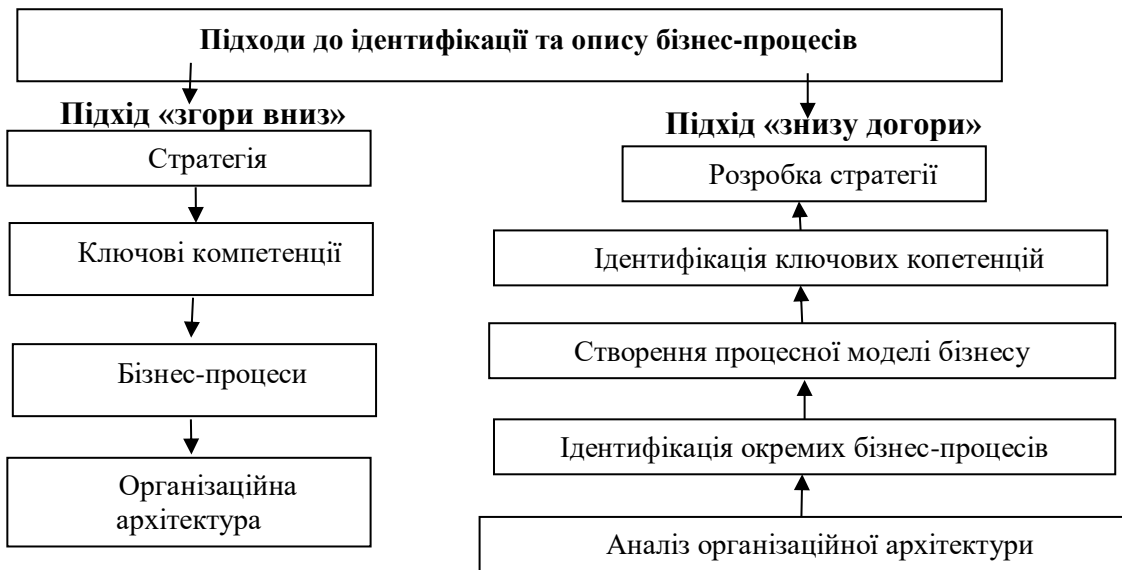 Підходи до ідентифікації та опису бізнес-процесів
Підхід «згори вниз»
Стратегія
Ключові компетенції
Бізнес-процеси
Організаційна
архітектура
Підхід «знизу догори»
Розробка стратегії
Ідентифікація ключових копетенцій
Створення процесної моделі бізнесу
Ідентифікація окремих бізнес-процесів
Аналіз організаційної архітектури